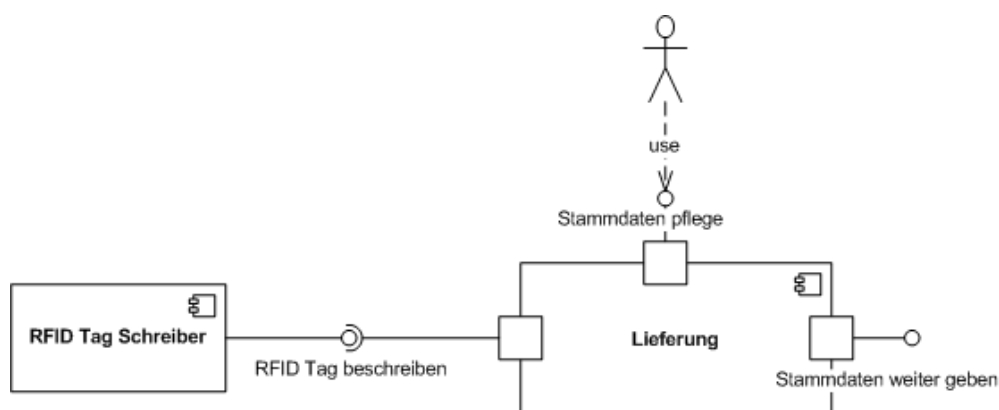 use
Stammdaten pflege
RFID Tag Schreiber
Lieferung
RFID Tag beschreiben
Stammdaten weiter geben